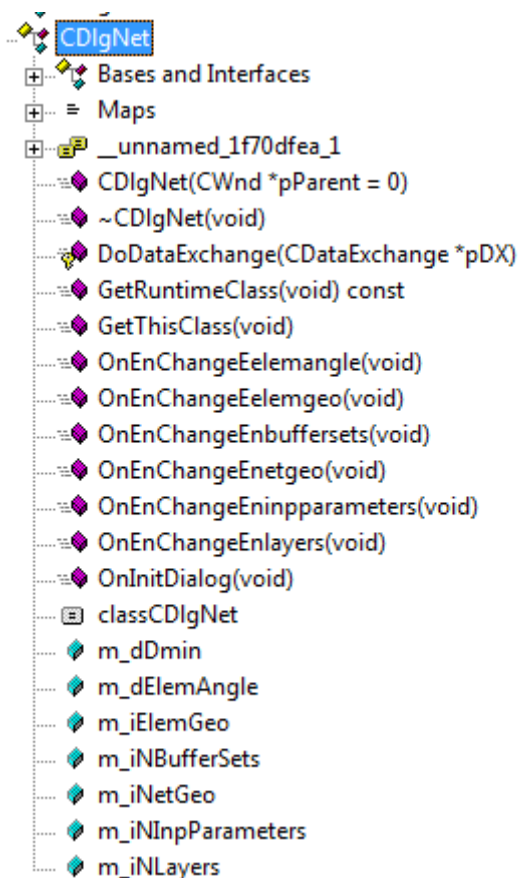 CDlgNet
Bases and Interfaces
Maps
__unnamed_1f70dfea_1
CDlgNet(CWnd *pParent = 0)
~CDlgNet(void)
DoDataExchange(CDataExchange *pDX)
GetRuntimeClass(void) const
GetThisClass(void)
OnEnChangeEelemangle(void)
OnEnChangeEelemgeo(void)
OnEnChangeEnbuffersets(void)
OnEnChangeEnetgeo(void)
OnEnChangeEninpparameters(void)
OnEnChangeEnlayers(void)
OnInitDialog(void)
classCDlgNet
m_dDmin
m_dElemAngle
m_iElemGeo
m_iNBufferSets
m_iNetGeo
m_iNInpParameters
m_iNLayers